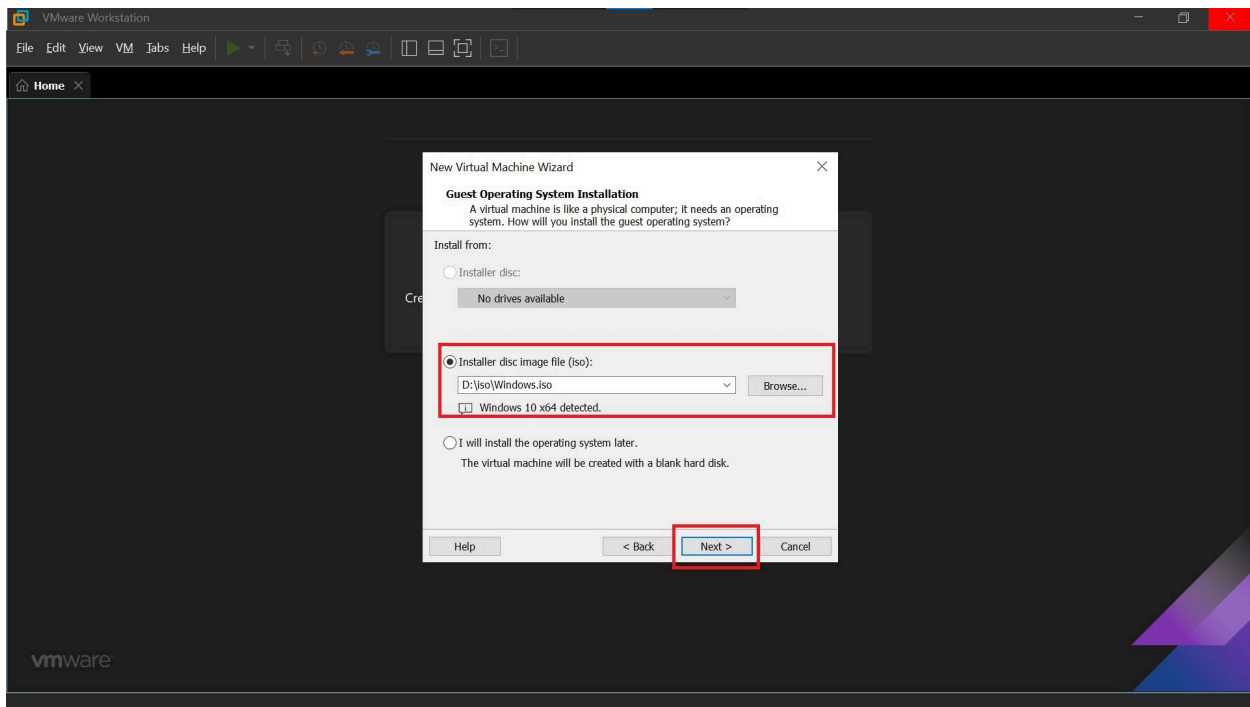 VMware Workstation
File Edit View VM Tabs Help
Home
New Virtual Machine Wizard
Guest Operating System Installation
A virtual machine is like a physical computer; it needs an operating
system. How will you install the guest operating system?
Install from:
Installer disc:
No drives available
Cre
Installer disc image file (iso):
D:\iso\Windows.iso
Browse...
Windows 10 x64 detected.
I will install the operating system later.
The virtual machine will be created with a blank hard disk.
Help
< Back
Next >
Cancel
vmware